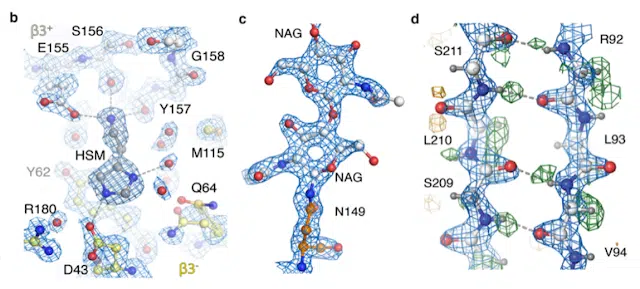 b
β3+
S156
E155
G158
Y157
HSM
M115
Y62
Q64
R180
D43
β3-
c
NAG
NAG
N149
d
S211
R92
L210
L93
S209
V94